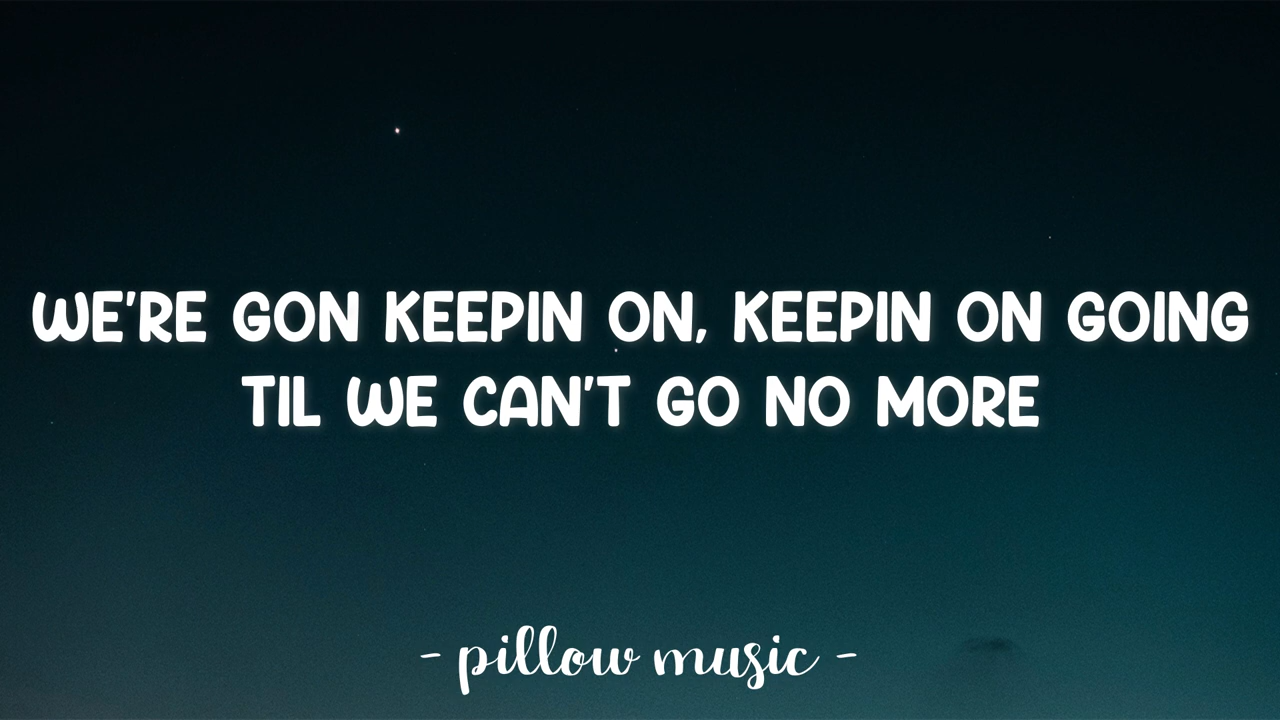 WE'RE GON KEEPIN ON, KEEPIN ON GOING
TIL WE CAN'T GO NO MORE
- pillow music -